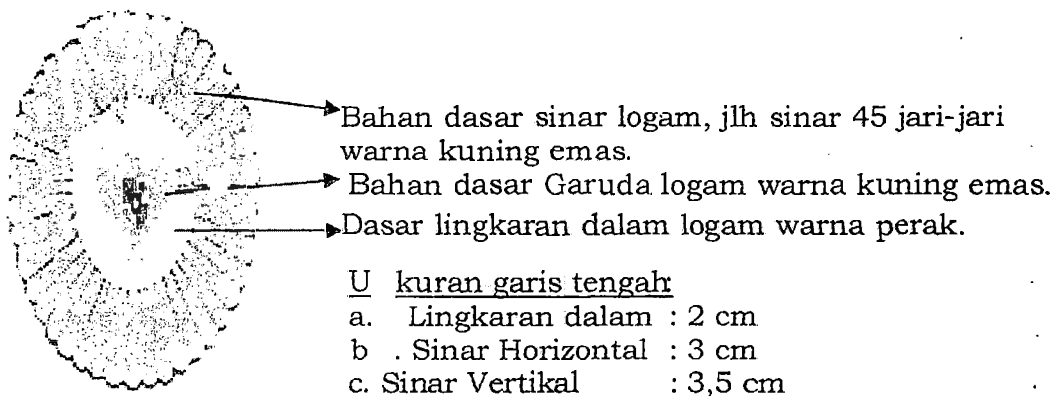 Bahan dasar sinar logam, jlh sinar 45 jari-jari
warna kuning emas.
Bahan dasar Garuda logam warna kuning emas.
Dasar lingkaran dalam logam warna perak.
U kuran garis tengah:
a. Lingkaran dalam : 2 cm
b . Sinar Horizontal : 3 cm
c. Sinar Vertikal : 3,5 cm